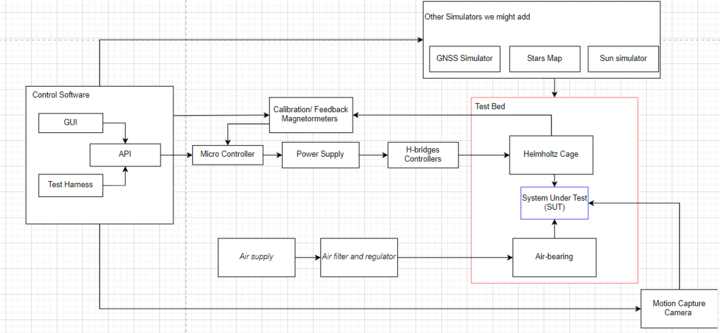 Other Simulators we might add
GNSS Simulator
Stars Map
Sun simulator
Control Software
GUI
API
Test Harness
Calibration/ Feedback
Magnetormeters
Test Bed
Micro Controller
Power Supply
H-bridges
Controllers
Helmholtz Cage
System Under Test
(SUT)
Air supply
Air filter and regulator
Air-bearing
Motion Capture
Camera